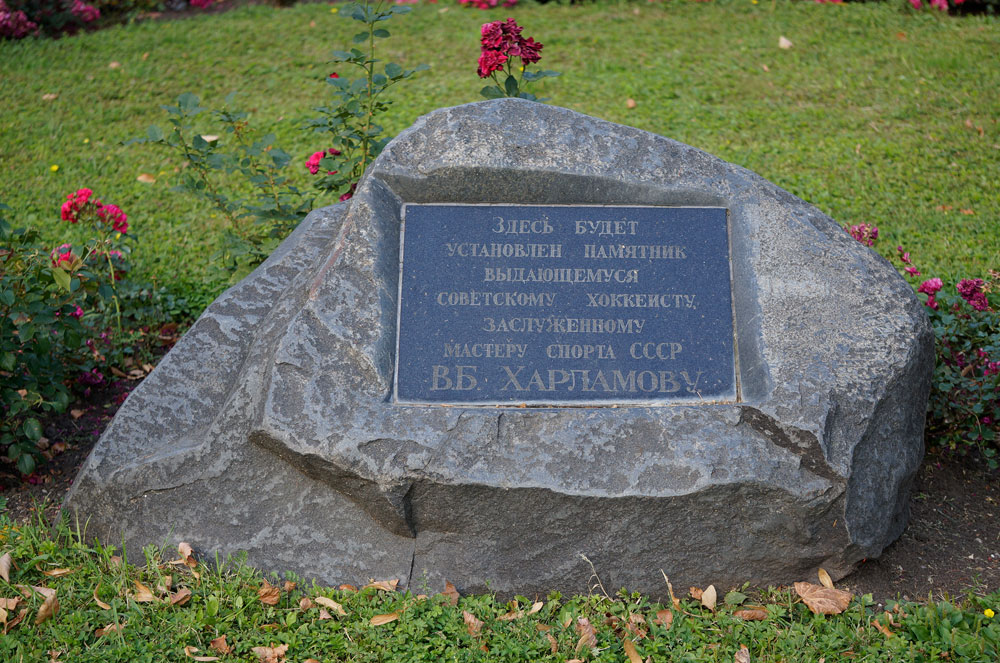 Здесь будет
установлен памятник
выдающемуся
советскому хоккеисту,
заслуженному
мастеру спорта СССР
В.Б. Харламову